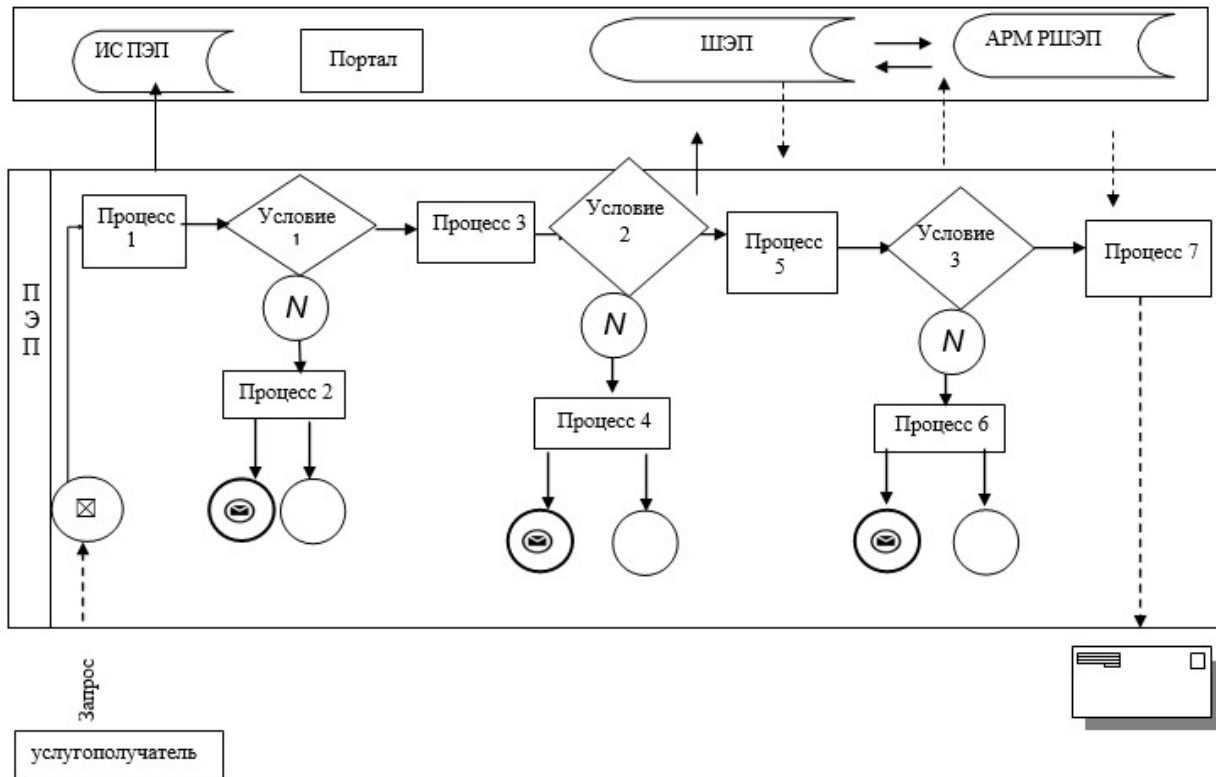 ИС ПЭП
Портал
ШЭП
АРМ РШЭП
П
Э
П
Процесс
1
Условие
1
Процесс 3
Условие
2
Процесс
5
Условие
3
Процесс 7
N
N
N
Процесс 2
Процесс 4
Процесс 6
Запрос
услугополучатель